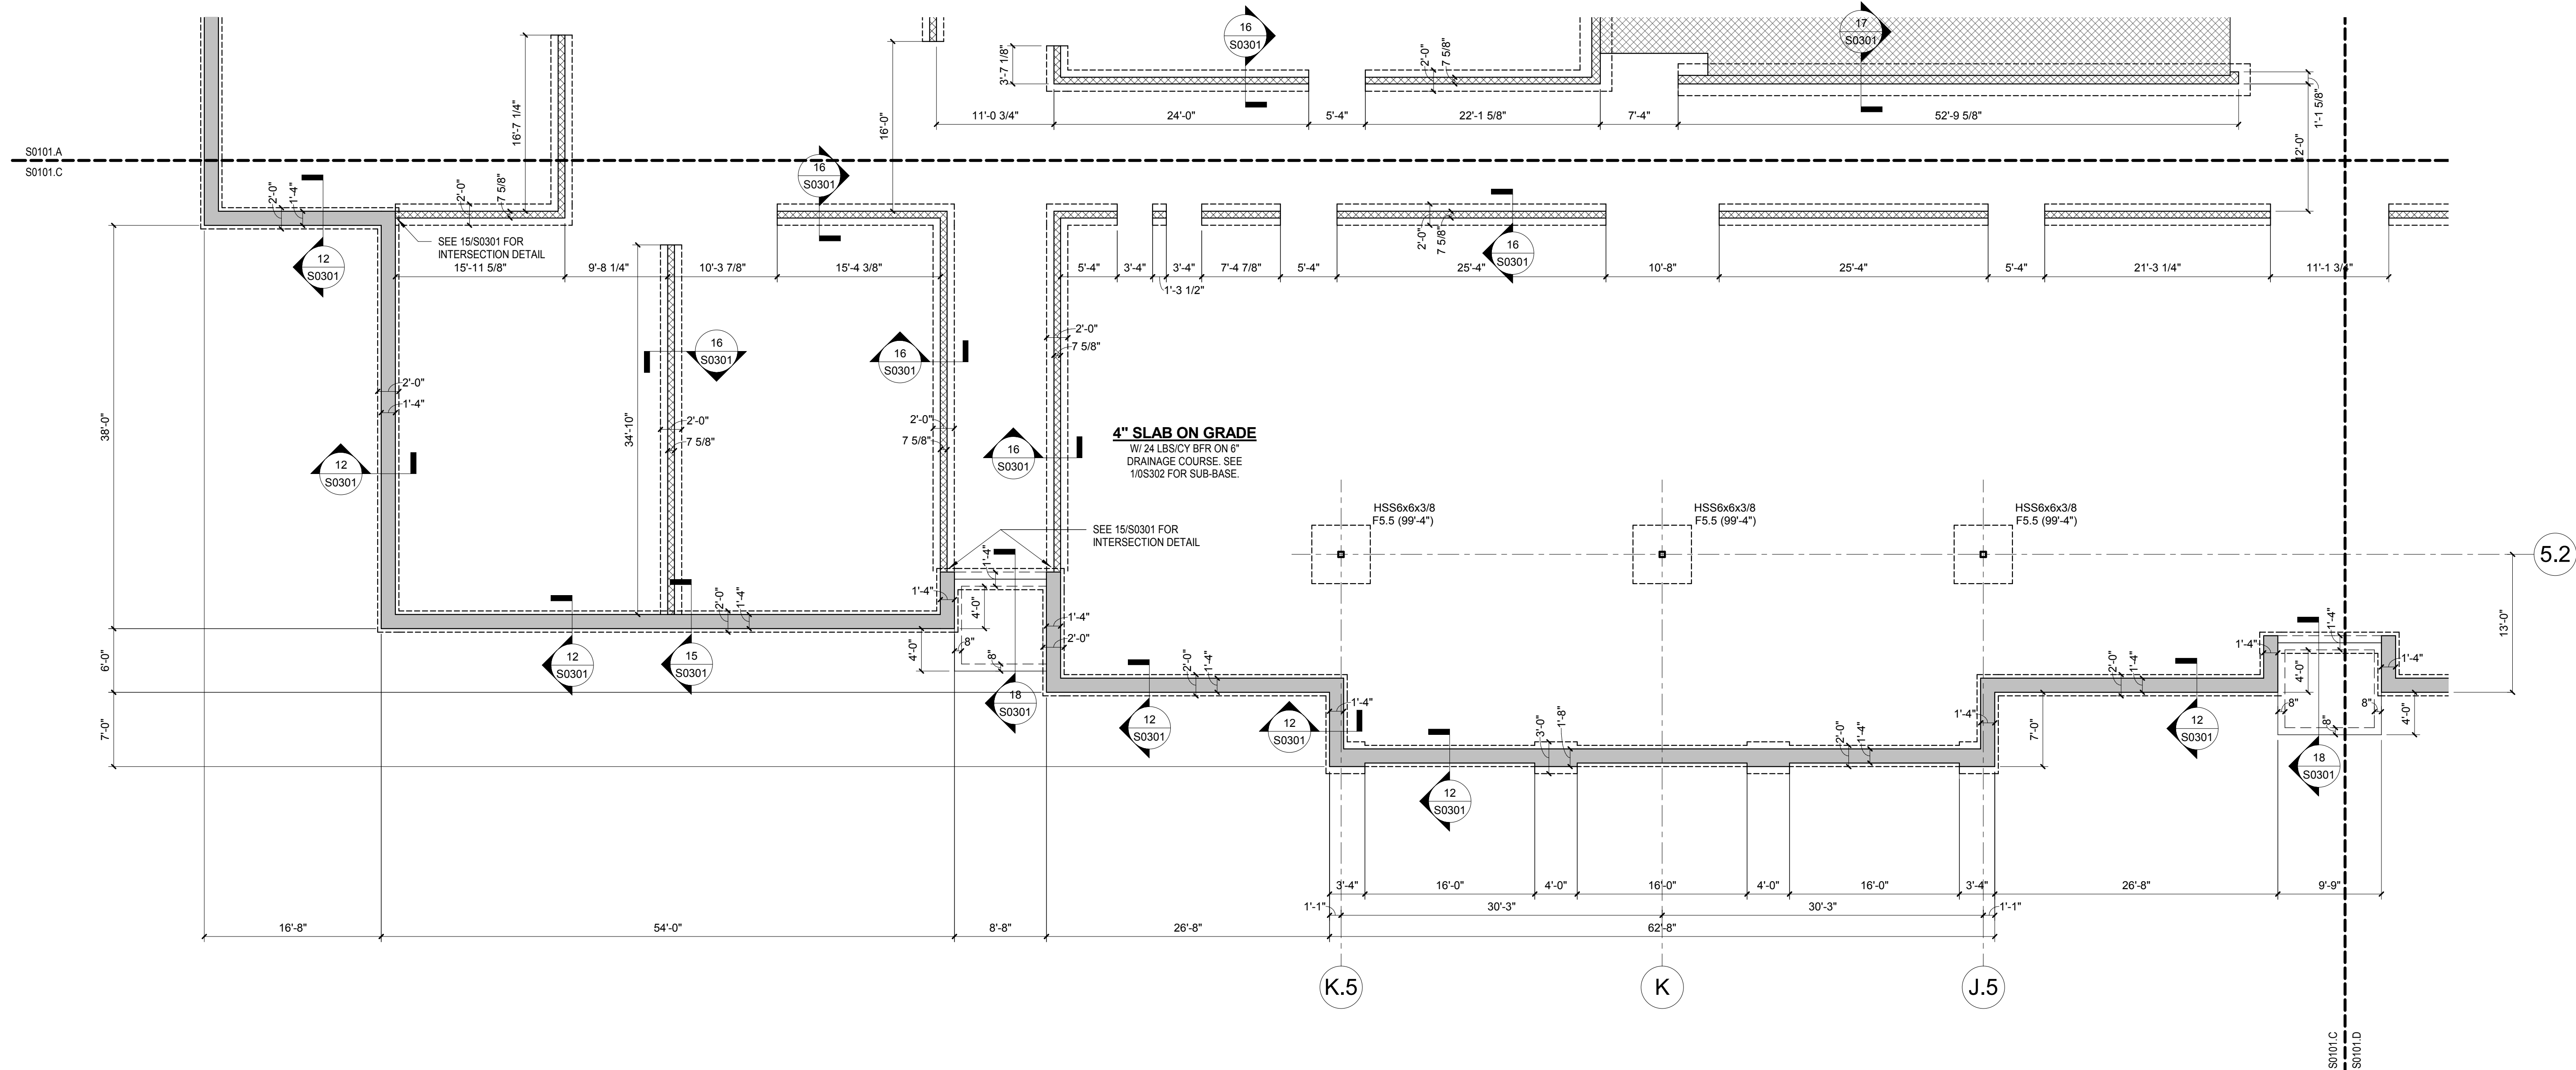 17
S0301
16
S0301
3'-7 1/8"
2'-0"
7 5/8"
16'-7 1/4"
16'-0"
11'-0 3/4"
24'-0"
5'-4"
22'-1 5/8"
7'-4"
52'-9 5/8"
1'-1 5/8"
12'-0"
S0101.A
S0101.C
16
S0301
2'-0"
1'-4"
2'-0"
7 5/8"
SEE 15/S0301 FOR
INTERSECTION DETAIL
12
S0301
2'-0"
7 5/8"
16
S0301
15'-11 5/8"
9'-8 1/4"
10'-3 7/8"
15'-4 3/8"
5'-4"
3'-4"
3'-4"
7'-4 7/8"
5'-4"
25'-4"
10'-8"
25'-4"
5'-4"
21'-3 1/4"
11'-1 3/4"
1'-3 1/2"
16
S0301
16
S0301
2'-0"
7 5/8"
2'-0"
1'-4"
38'-0"
34'-10"
2'-0"
7 5/8"
2'-0"
7 5/8"
12
S0301
16
S0301
4" SLAB ON GRADE
W/ 24 LBS/CY BFR ON 6"
DRAINAGE COURSE. SEE
1/0S302 FOR SUB-BASE.
SEE 15/S0301 FOR
INTERSECTION DETAIL
HSS6x6x3/8
F5.5 (99'-4")
HSS6x6x3/8
F5.5 (99'-4")
HSS6x6x3/8
F5.5 (99'-4")
5.2
1'-4"
1'-4"
4'-0"
2'-0"
1'-4"
1'-4"
2'-0"
4'-0"
8"
8"
12
S0301
15
S0301
18
S0301
6'-0"
7'-0"
2'-0"
1'-4"
12
S0301
12
S0301
1'-4"
3'-0"
1'-8"
2'-0"
1'-4"
12
S0301
1'-4"
7'-0"
2'-0"
1'-4"
12
S0301
1'-4"
1'-4"
4'-0"
1'-4"
8"
8"
8"
4'-0"
13'-0"
18
S0301
3'-4"
16'-0"
4'-0"
16'-0"
4'-0"
16'-0"
3'-4"
26'-8"
9'-9"
1'-1"
30'-3"
30'-3"
1'-1"
16'-8"
54'-0"
8'-8"
26'-8"
62'-8"
K.5
K
J.5
S0101.C
S0101.D